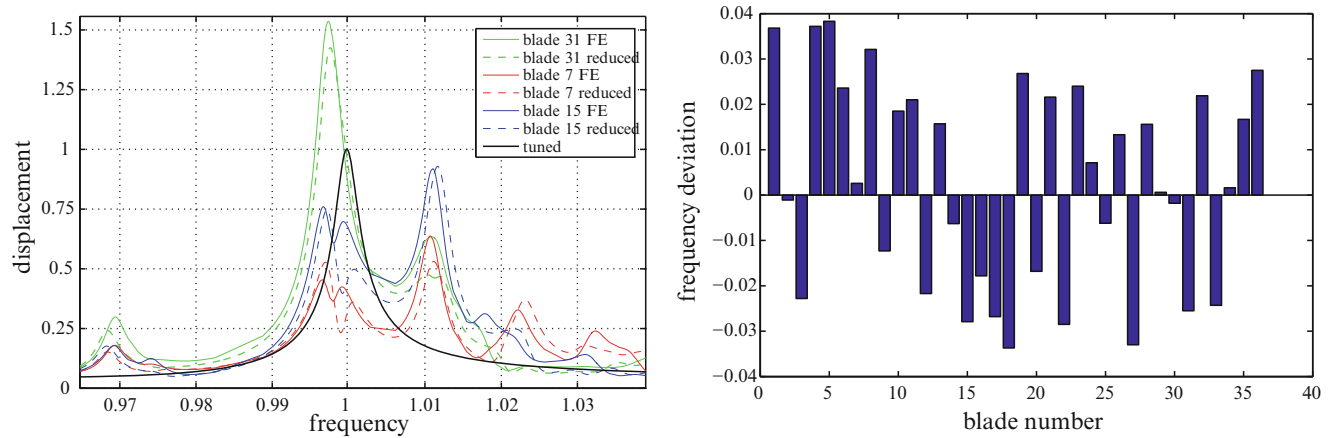 1.5
1.25
1
0.75
0.5
0.25
0
displacement
0.97
0.98
0.99
1
1.01
1.02
1.03
frequency
blade 31 FE
blade 31 reduced
blade 7 FE
blade 7 reduced
blade 15 FE
blade 15 reduced
tuned
0.04
0.03
0.02
0.01
0
−0.01
−0.02
−0.03
−0.04
frequency deviation
0
5
10
15
20
25
30
35
40
blade number